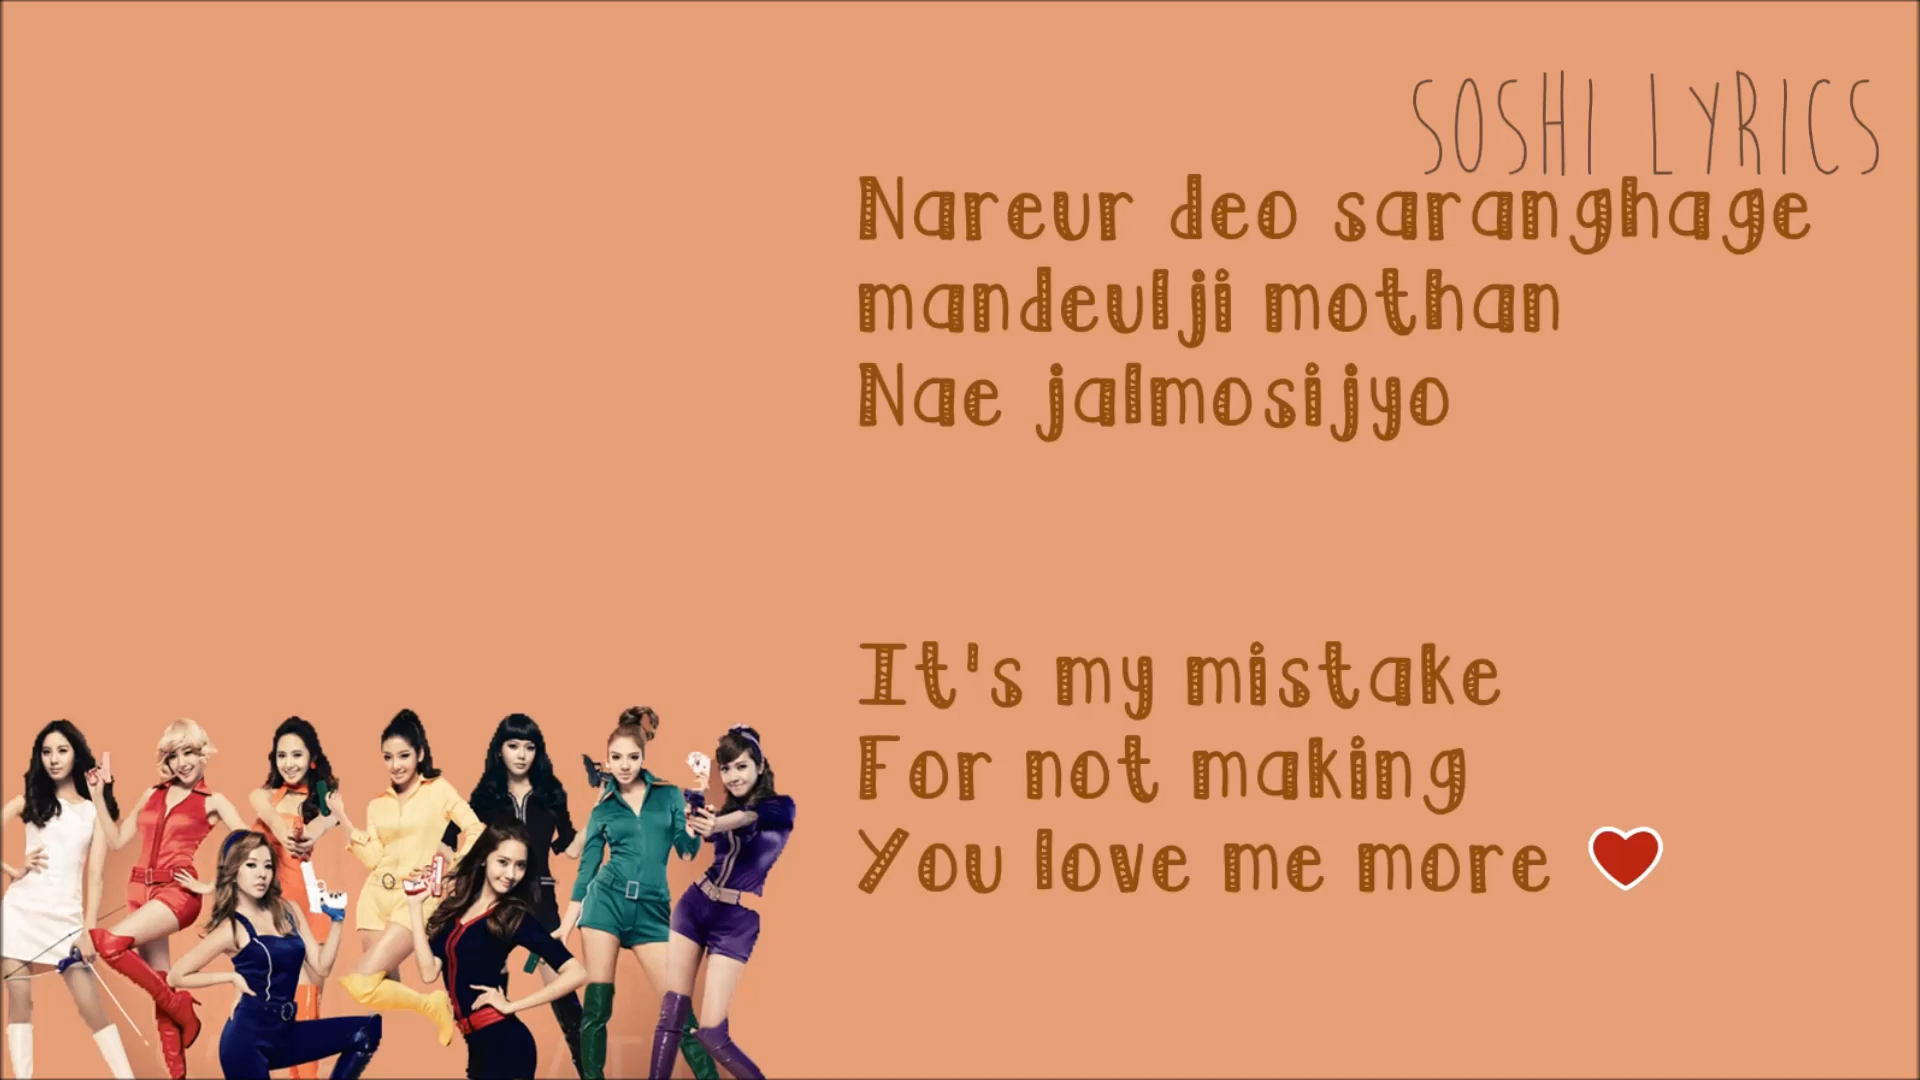 SOSHI LYRICS
Nareur deo saranghage
mandeulji mothan
Nae jalmosijyo
It's my mistake
For not making
You love me more